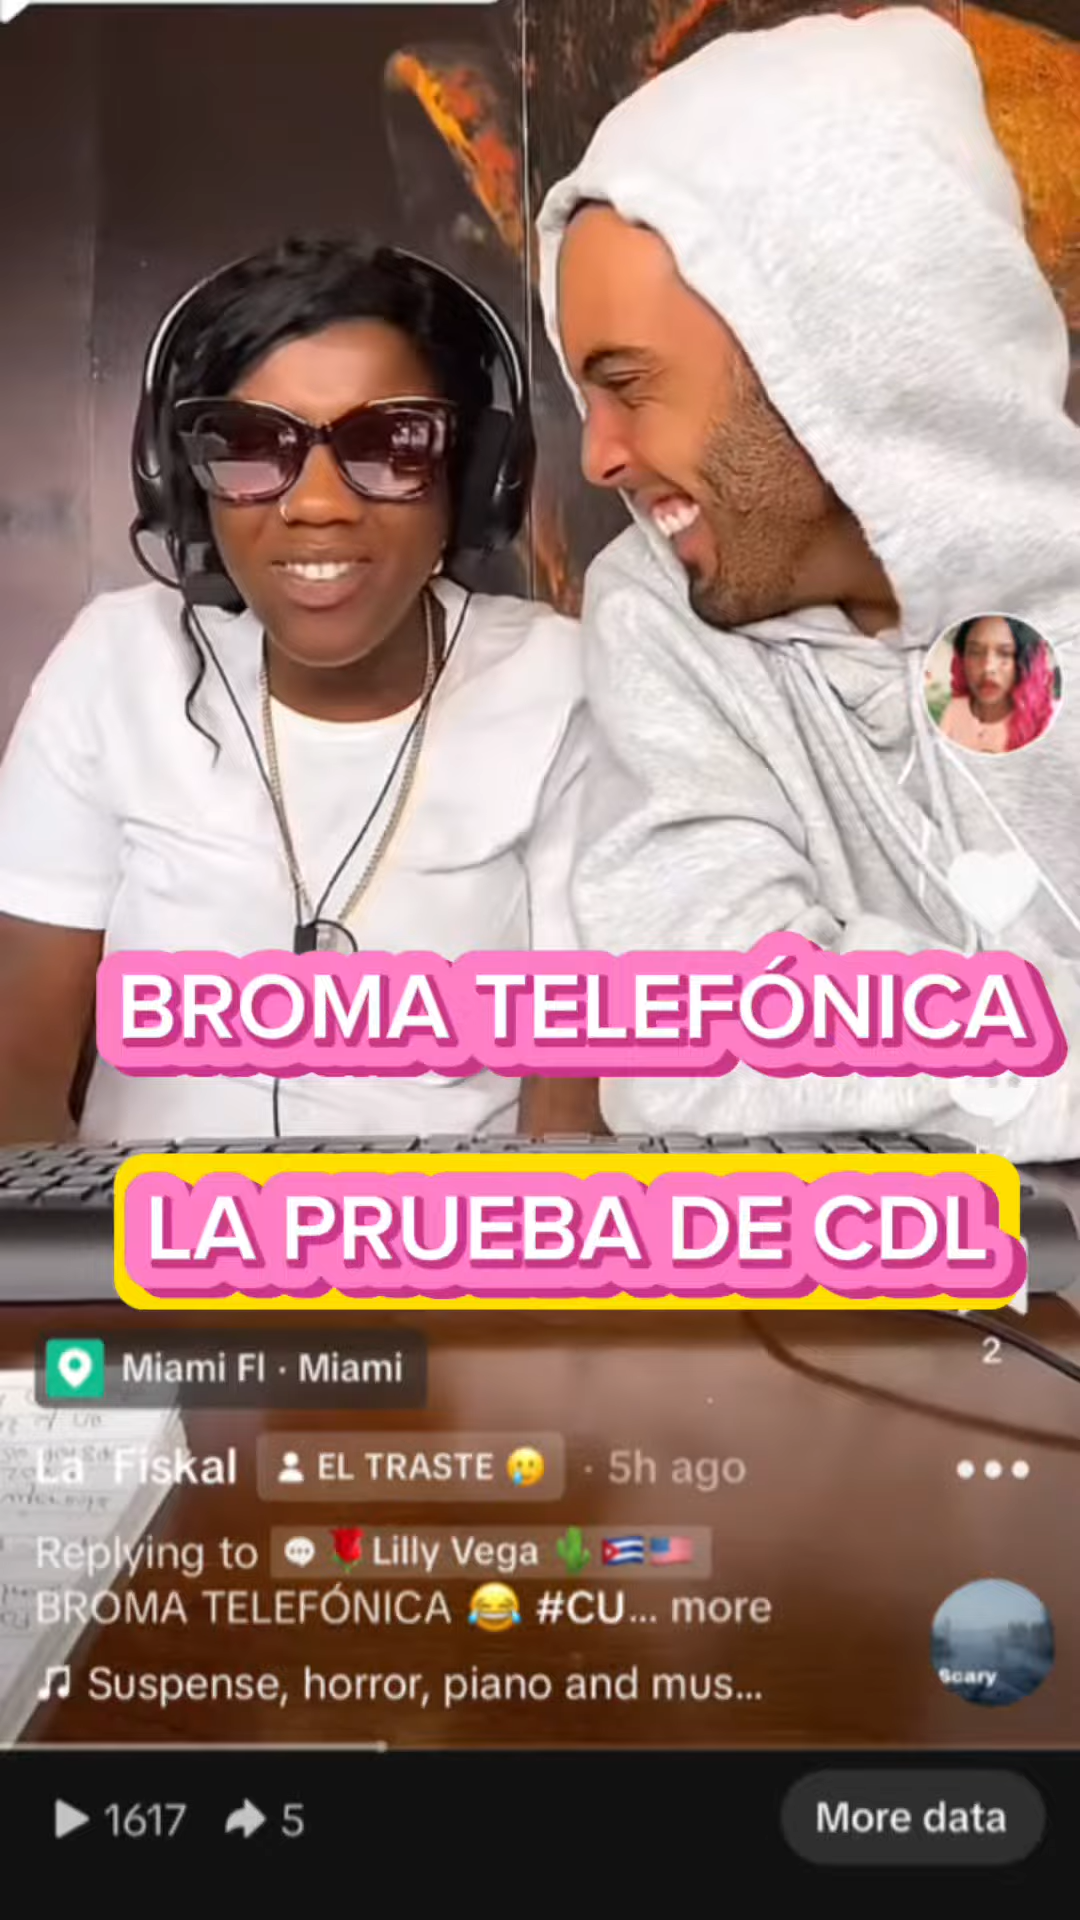 BROMA TELEFÓNICA
LA PRUEBA DE CDL
2
Miami Fl · Miami
La Fiskal EL TRASTE 🥲 · 5h ago
Replying to 🌹 Lilly Vega 🌵🇨🇺🇺🇸
BROMA TELEFÓNICA 😂 #CU... more
Scary
Suspense, horror, piano and mus...
1617 5
More data